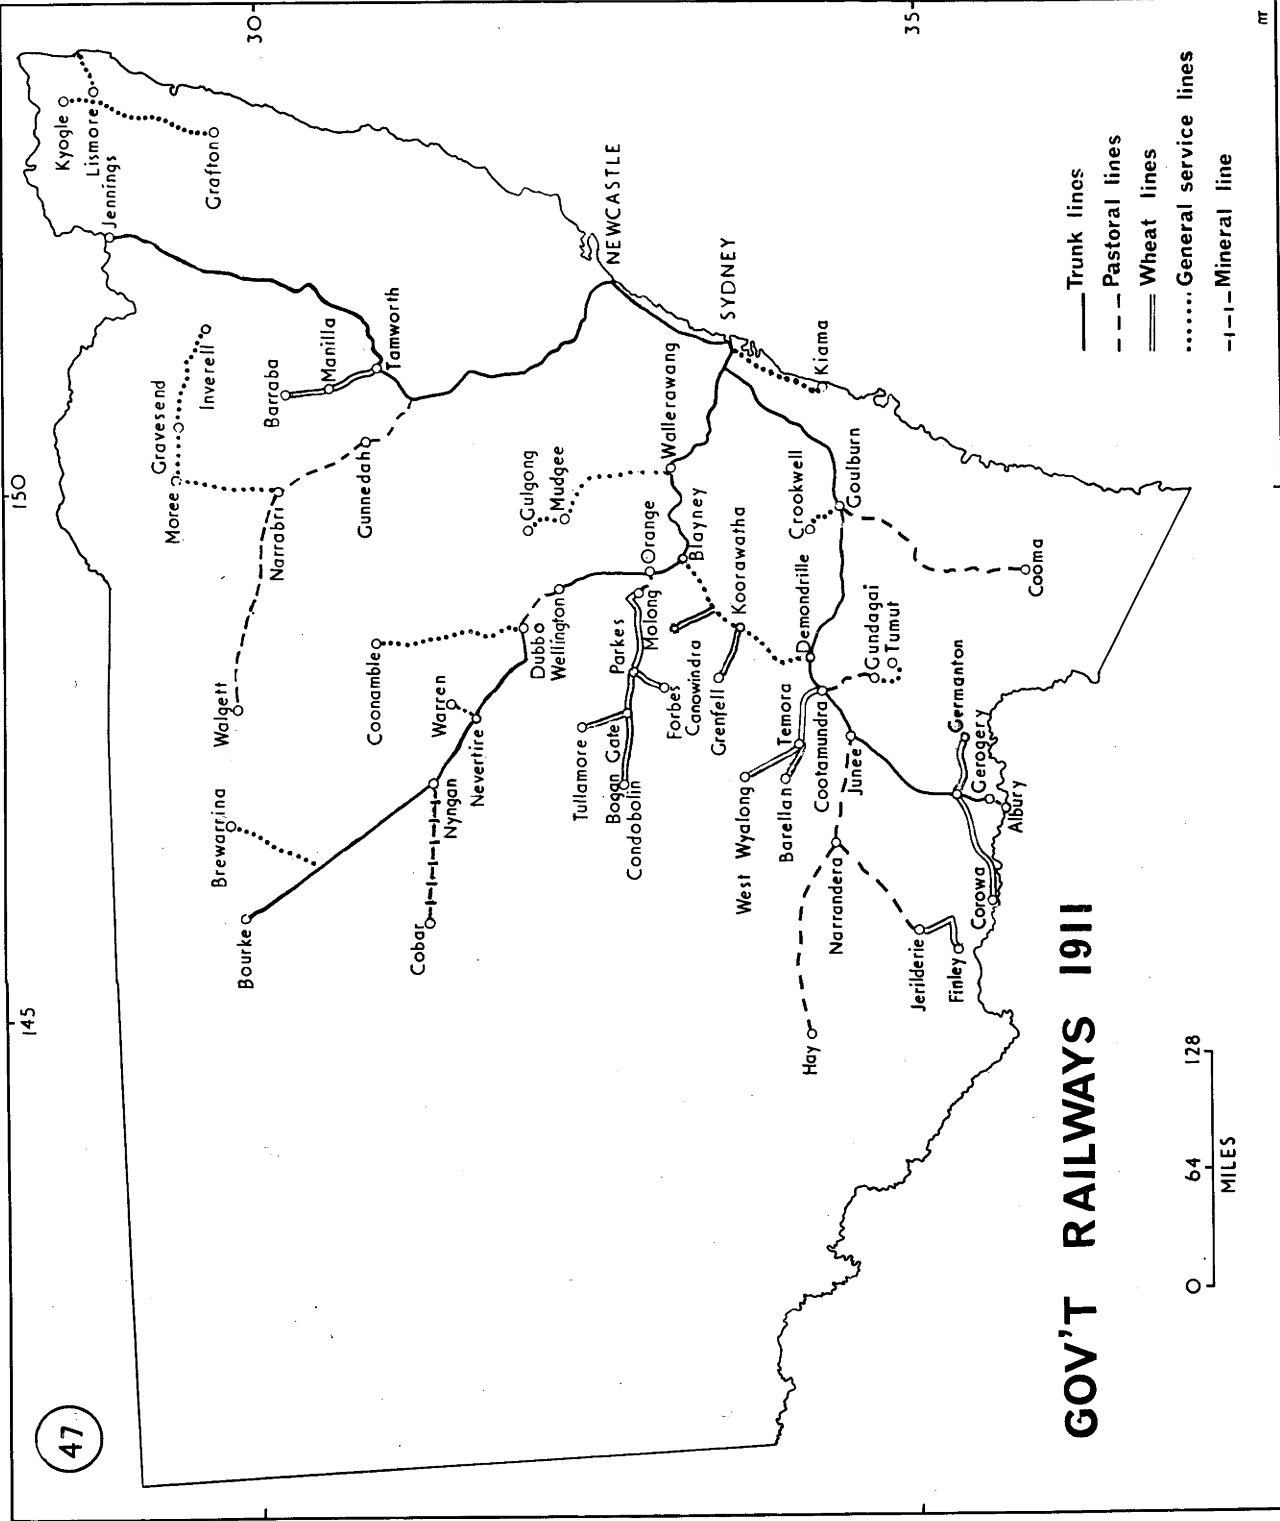 47
145
150
30
35
Kyogle
Lismore
Jennings
Grafton
Gravesend
Moree
Inverell
Barraba
Manilla
Tamworth
Narrabri
Gunnedah
Walgett
NEWCASTLE
SYDNEY
Wallerawang
Kiama
Gulgong
Mudgee
Orange
Blayney
Molong
Wellington
Dubbo
Coonamble
Warren
Nevertire
Nyngan
Brewarrina
Bourke
Cobar
Parkes
Forbes
Tullamore
Bogan Gate
Condobolin
Canowindra
Grenfell
Koorawatha
Demondrille
Crookwell
Goulburn
Cooma
Gundagai
Tumut
Temora
Cootamundra
West Wyalong
Barellan
Junee
Narrandera
Hay
Jerilderie
Finley
Corowa
Germanton
Gerogery
Albury
GOV'T RAILWAYS 1911
0 64 128
MILES
Trunk lines
Pastoral lines
Wheat lines
General service lines
Mineral line